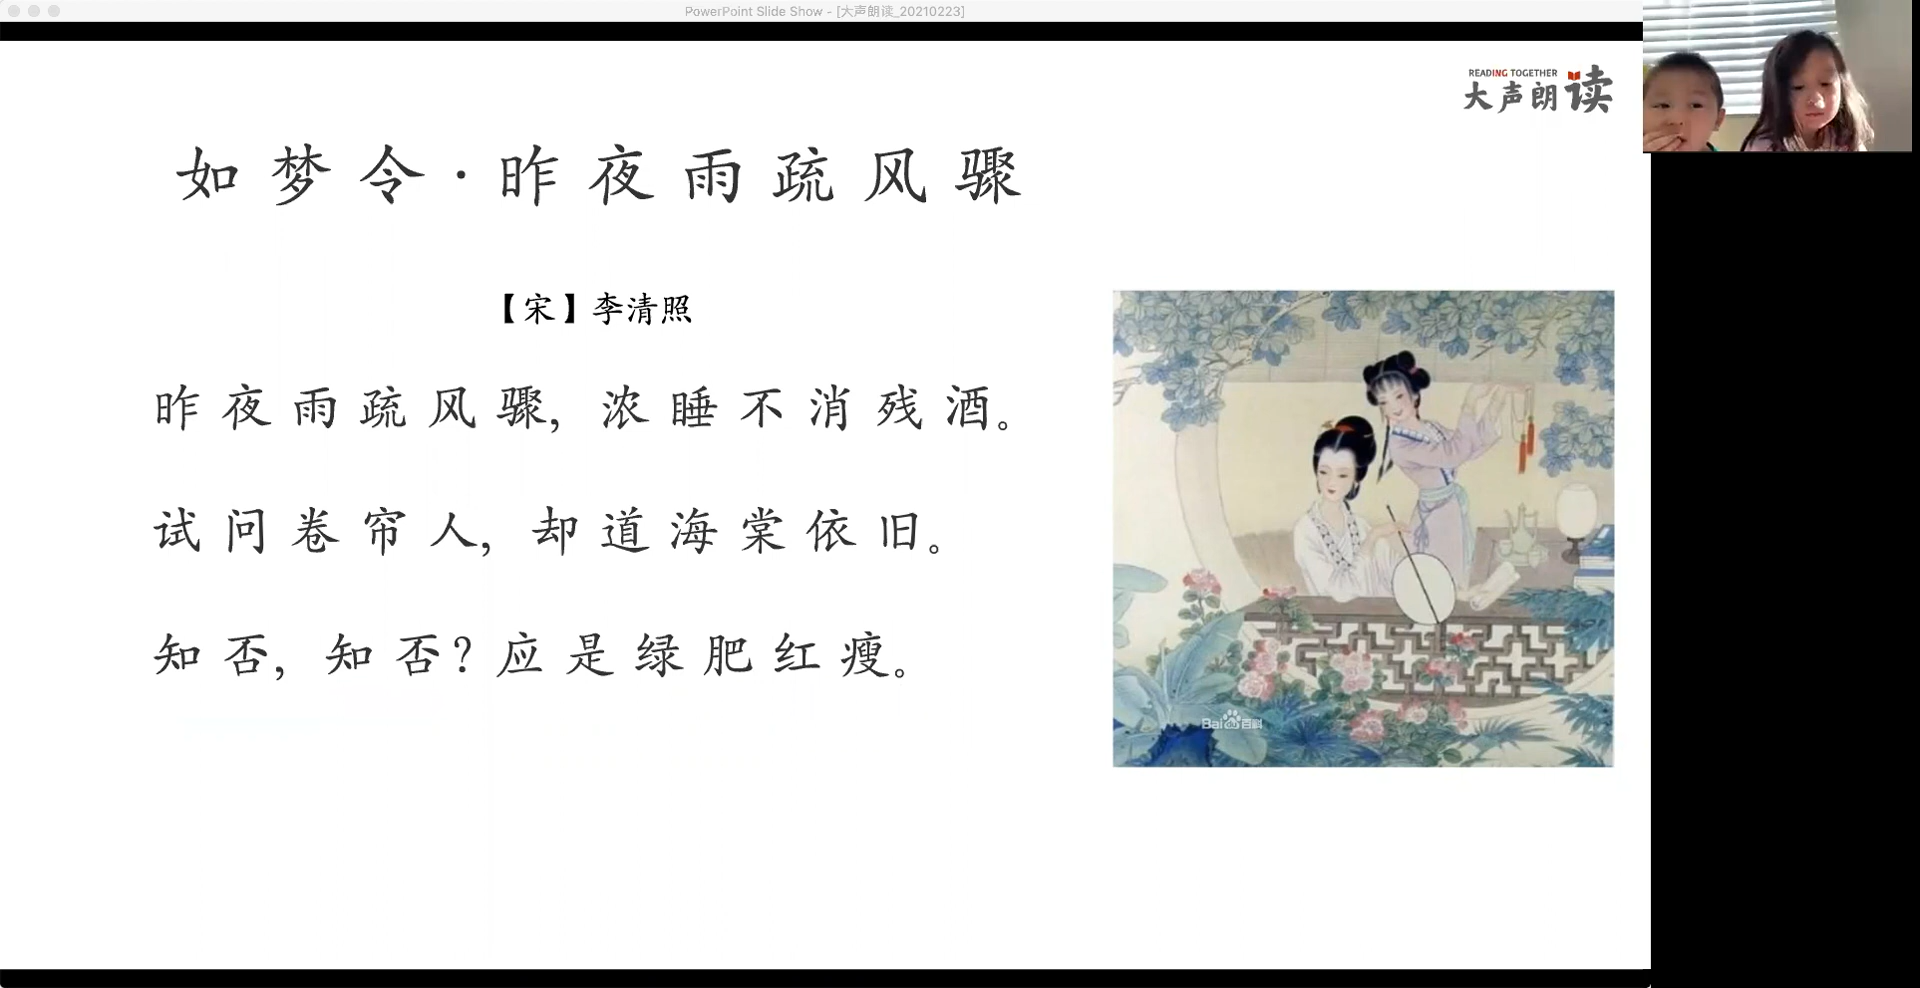 PowerPoint Slide Show - [大声朗读_20210223]
READING TOGETHER
大声朗读
如梦令·昨夜雨疏风骤
【宋】李清照
昨夜雨疏风骤,浓睡不消残酒。
试问卷帘人,却道海棠依旧。
知否,知否?应是绿肥红瘦。
Bai du 百科